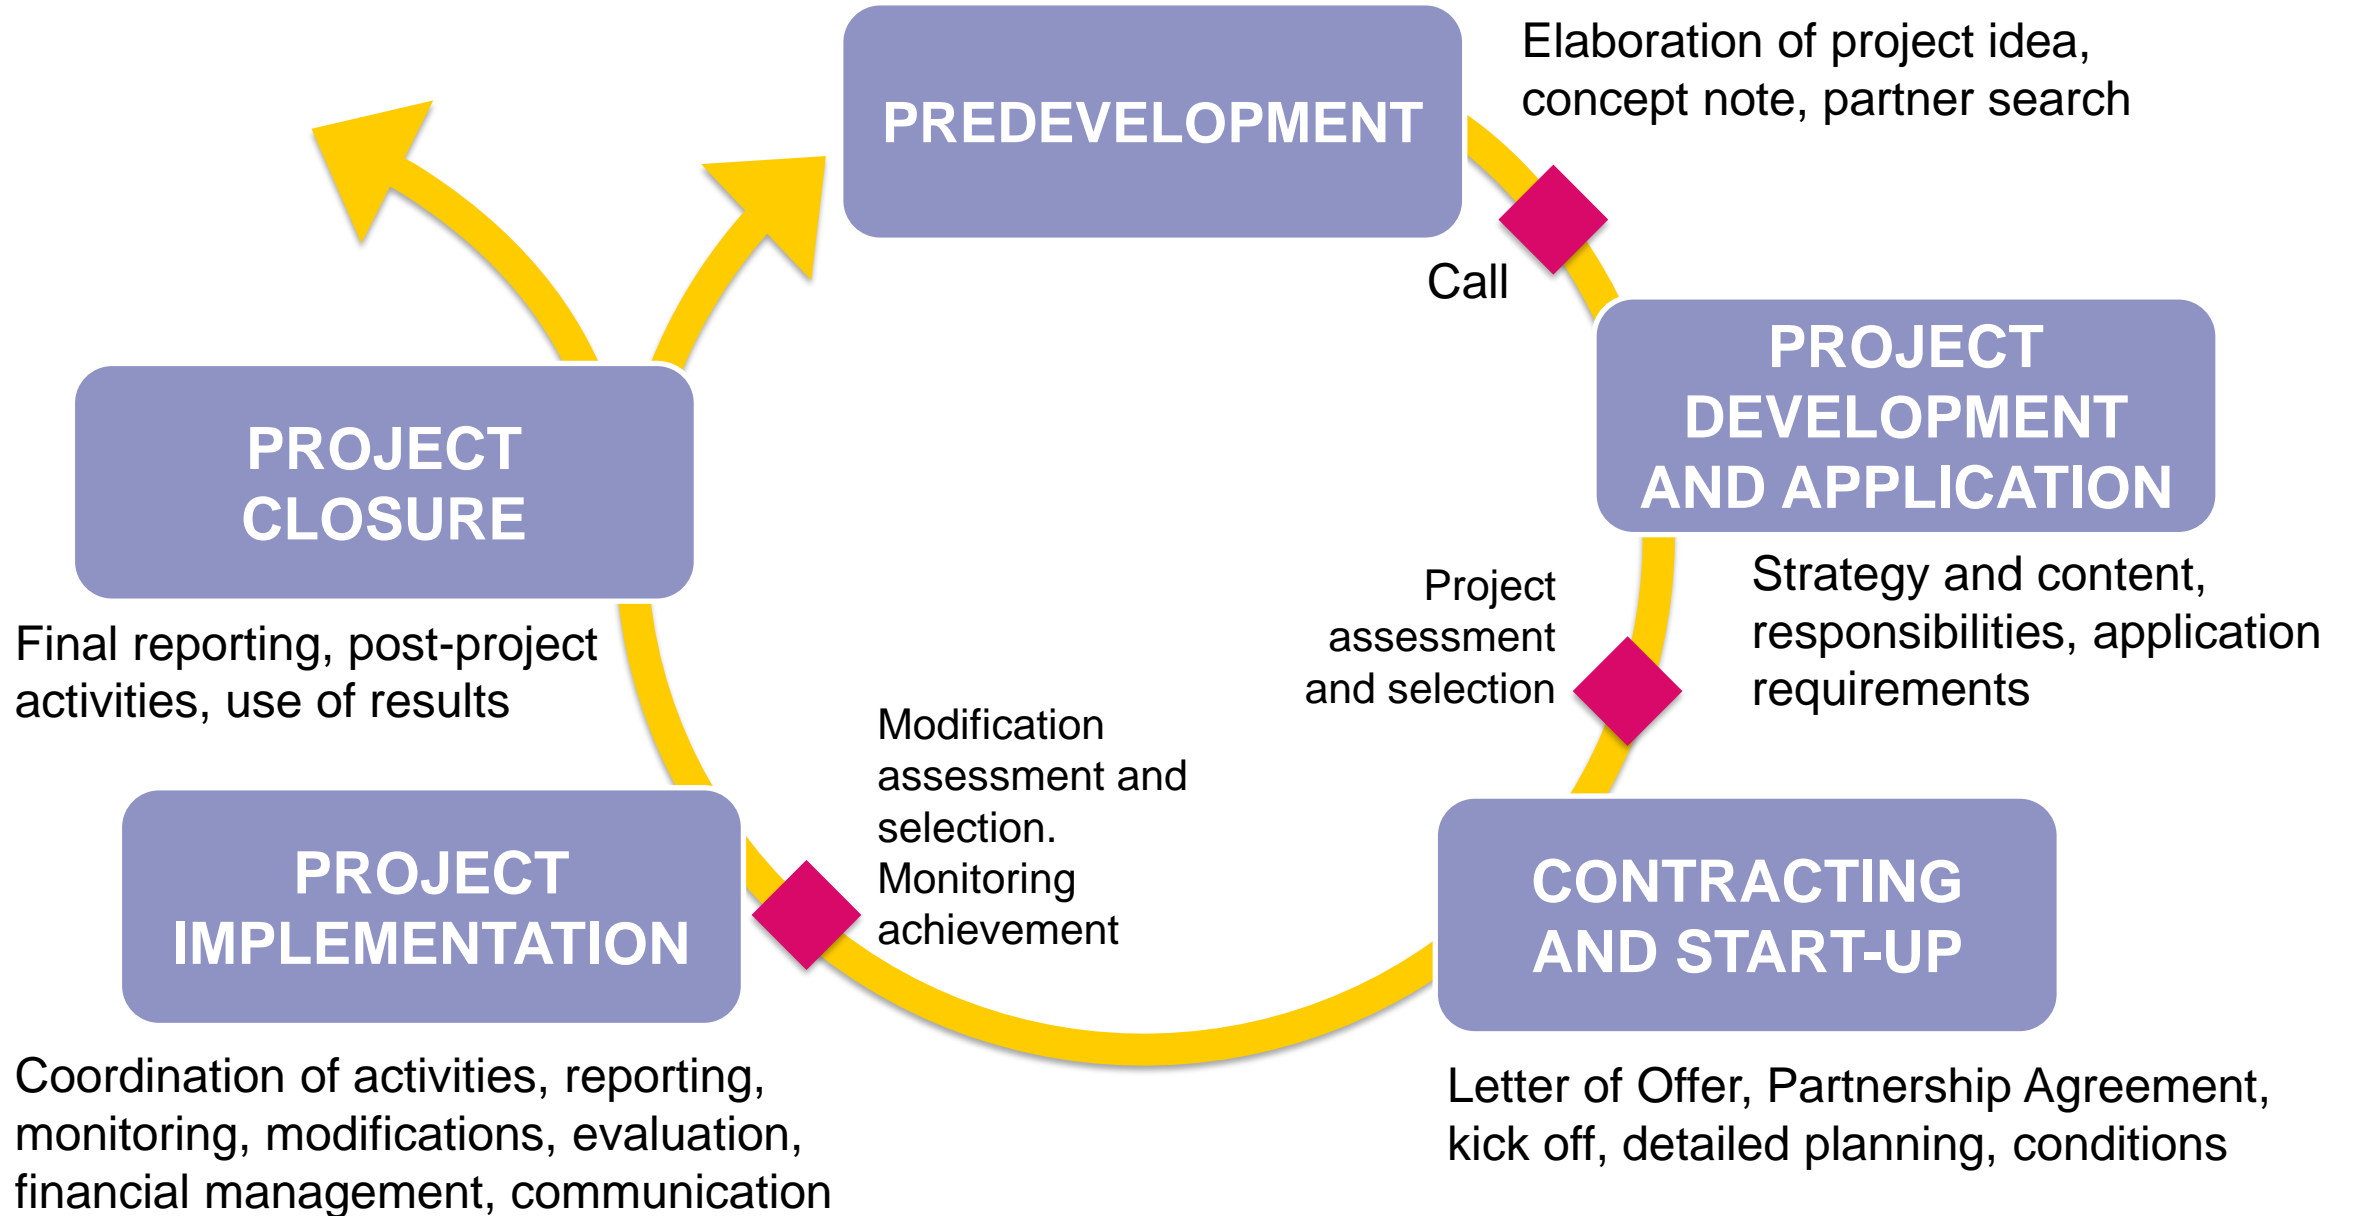 PREDEVELOPMENT
Elaboration of project idea,
concept note, partner search
Call
PROJECT
DEVELOPMENT
AND APPLICATION
Strategy and content,
responsibilities, application
requirements
Project
assessment
and selection
CONTRACTING
AND START-UP
Letter of Offer, Partnership Agreement,
kick off, detailed planning, conditions
Modification
assessment and
selection.
Monitoring
achievement
PROJECT
IMPLEMENTATION
Coordination of activities, reporting,
monitoring, modifications, evaluation,
financial management, communication
PROJECT
CLOSURE
Final reporting, post-project
activities, use of results